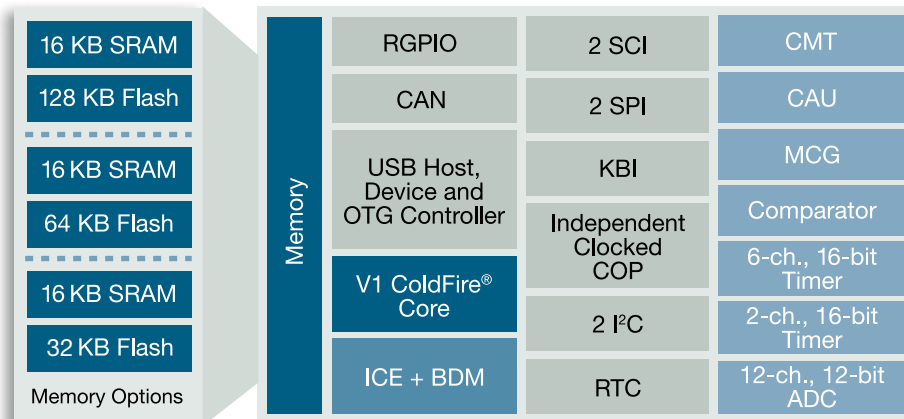 16 KB SRAM
128 KB Flash
16 KB SRAM
64 KB Flash
16 KB SRAM
32 KB Flash
Memory Options
Memory
RGPIO
CAN
USB Host,
Device and
OTG Controller
V1 ColdFire®
Core
ICE + BDM
2 SCI
2 SPI
KBI
Independent
Clocked
COP
2 I²C
RTC
CMT
CAU
MCG
Comparator
6-ch., 16-bit
Timer
2-ch., 16-bit
Timer
12-ch., 12-bit
ADC